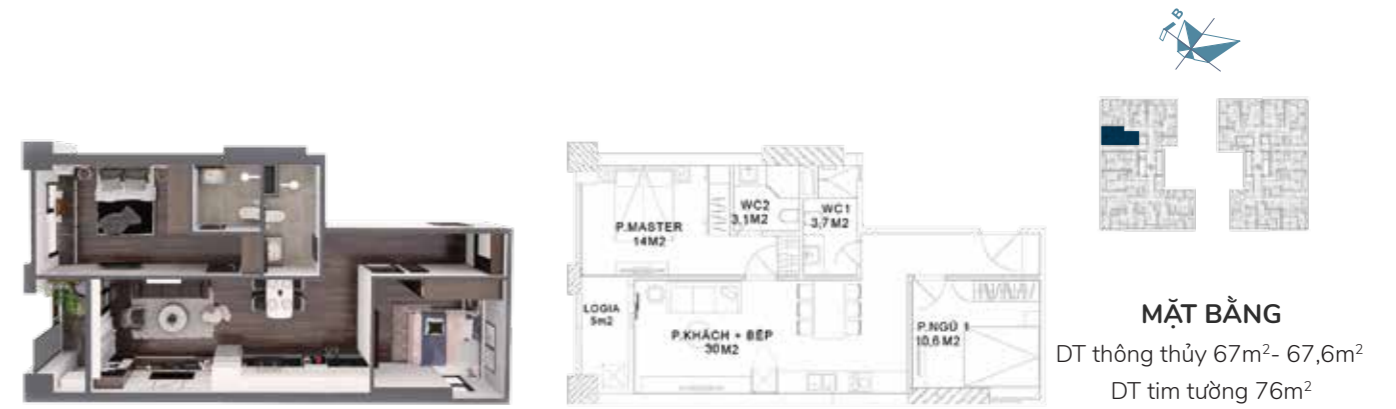 B
P.MASTER
14M2
WC2
3,1M2
WC1
3,7M2
LOGIA
5m2
P.KHÁCH + BẾP
30M2
P.NGỦ 1
10,6 M2
MẶT BẰNG
DT thông thủy 67m²- 67,6m²
DT tim tường 76m²